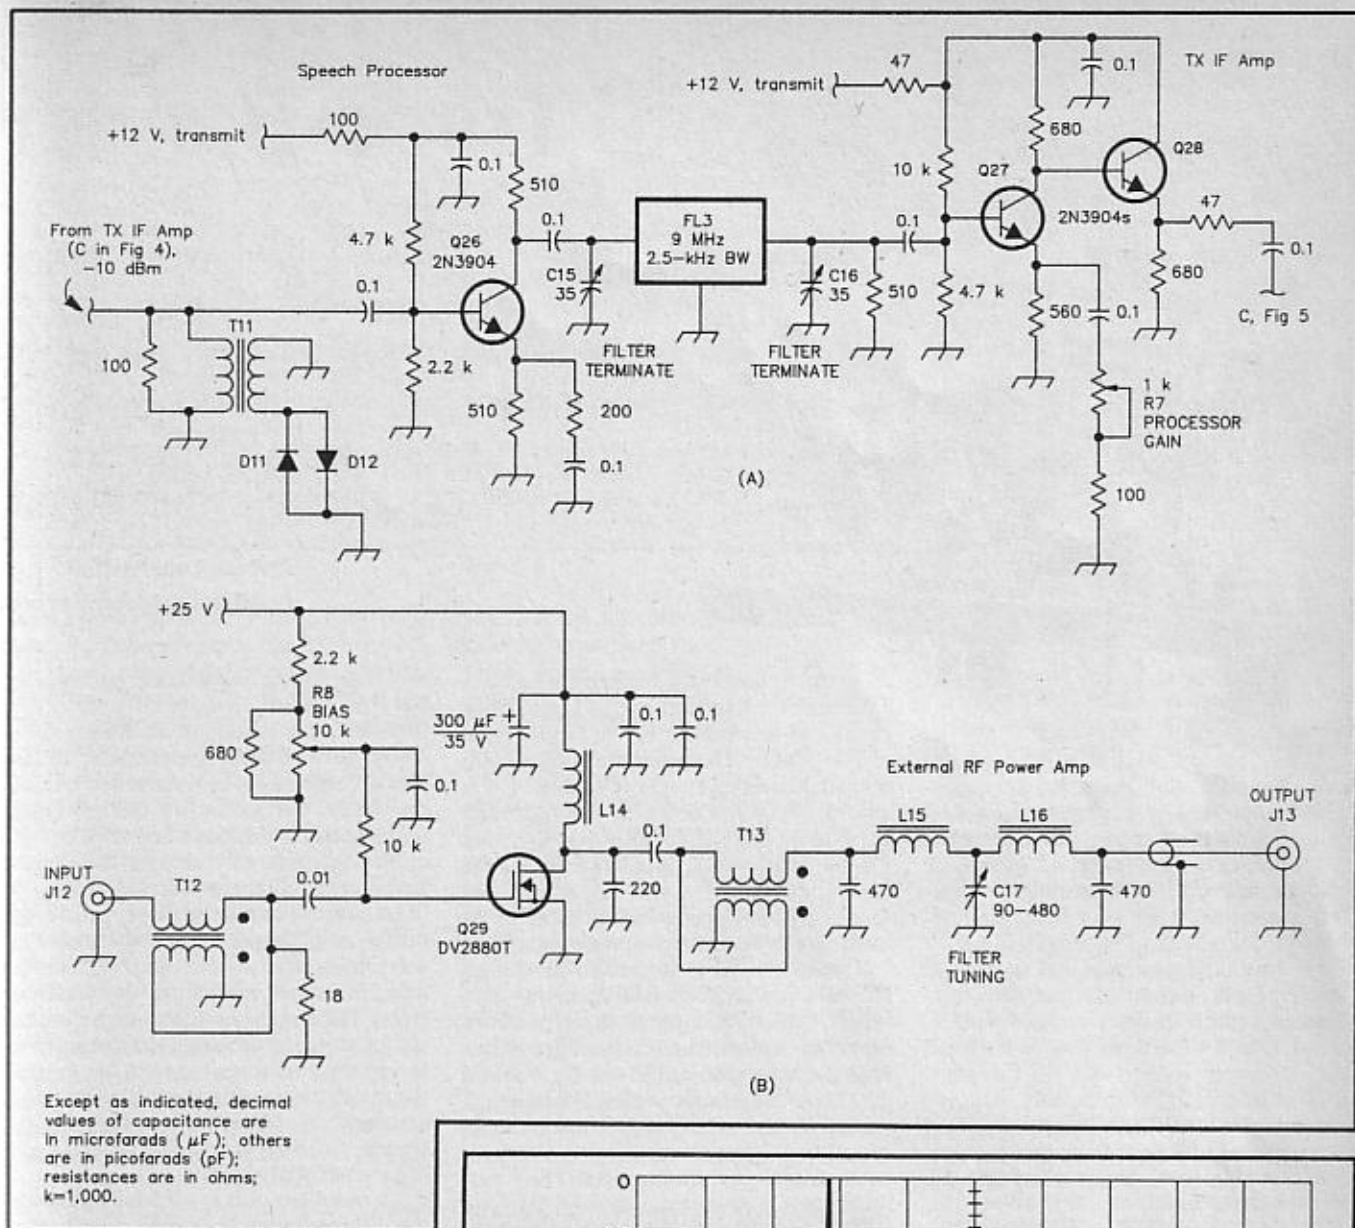 Speech Processor
+12 V, transmit
100
0.1
510
From TX IF Amp
(C in Fig 4),
-10 dBm
4.7 k
Q26
2N3904
0.1
0.1
C15
35
FL3
9 MHz
2.5-kHz BW
C16
35
510
0.1
T11
100
2.2 k
510
200
0.1
D11
D12
FILTER
TERMINATE
FILTER
TERMINATE
(A)
47
+12 V, transmit
0.1
TX IF Amp
680
Q28
10 k
Q27
2N3904s
47
0.1
4.7 k
560
0.1
680
C, Fig 5
1 k
R7
PROCESSOR
GAIN
100
+25 V
2.2 k
R8
BIAS
10 k
680
0.1
10 k
300 μF
35 V
+
0.1
0.1
L14
External RF Power Amp
INPUT
J12
T12
0.01
18
Q29
DV2880T
0.1
220
T13
470
L15
L16
C17
90-480
470
FILTER
TUNING
OUTPUT
J13
(B)
Except as indicated, decimal
values of capacitance are
in microfarads (μF); others
are in picofarads (pF);
resistances are in ohms;
k=1,000.
0